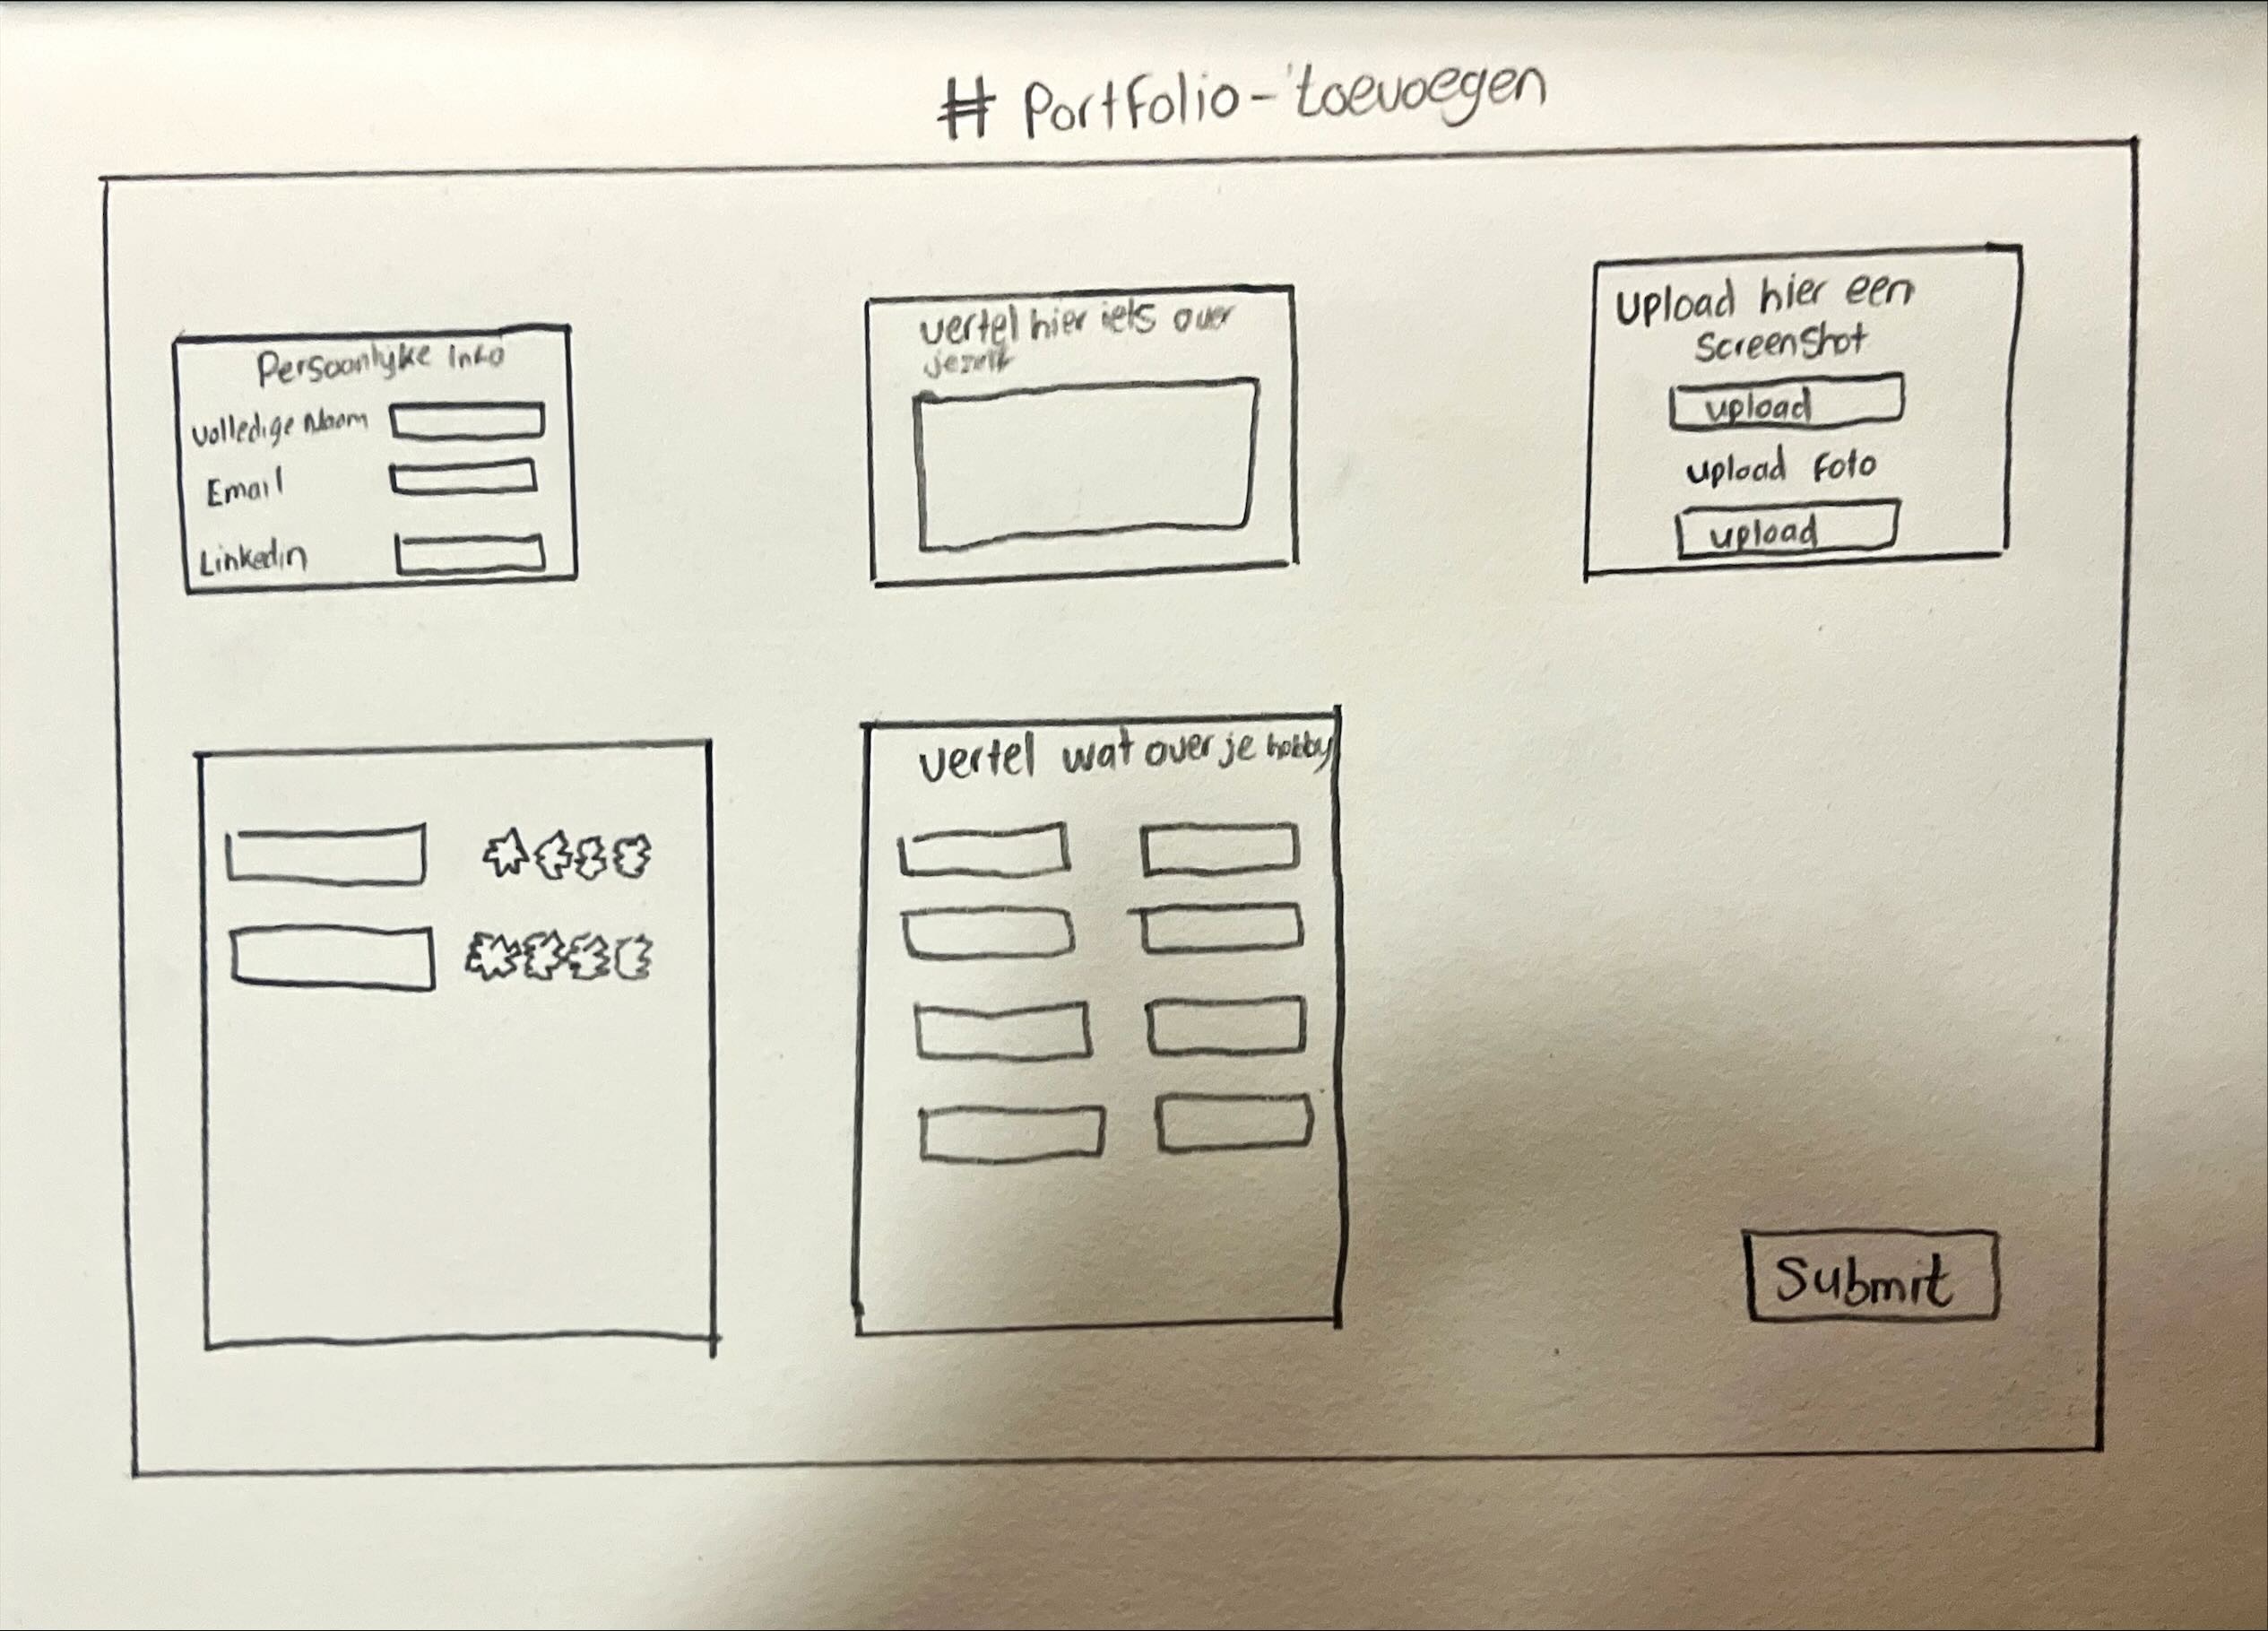 # Portfolio-toevoegen
Persoonlijke Info
Volledige Naam
Email
Linkedin
Vertel hier iets over
jezelf
Upload hier een
Screenshot
upload
upload foto
upload
Vertel wat over je hobby
Submit